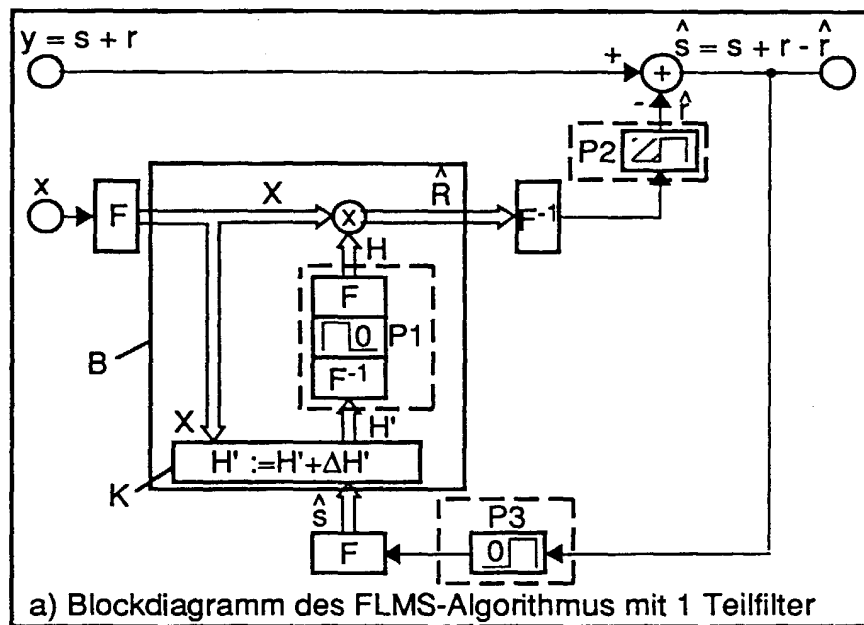 y = s + r
+
+
ŝ = s + r - r̂
-
r̂
P2
x
F
X
x
R̂
F⁻¹
H
F
0
P1
F⁻¹
B
X
H'
H' :=H'+ΔH'
K
ŝ
F
P3
0
a) Blockdiagramm des FLMS-Algorithmus mit 1 Teilfilter